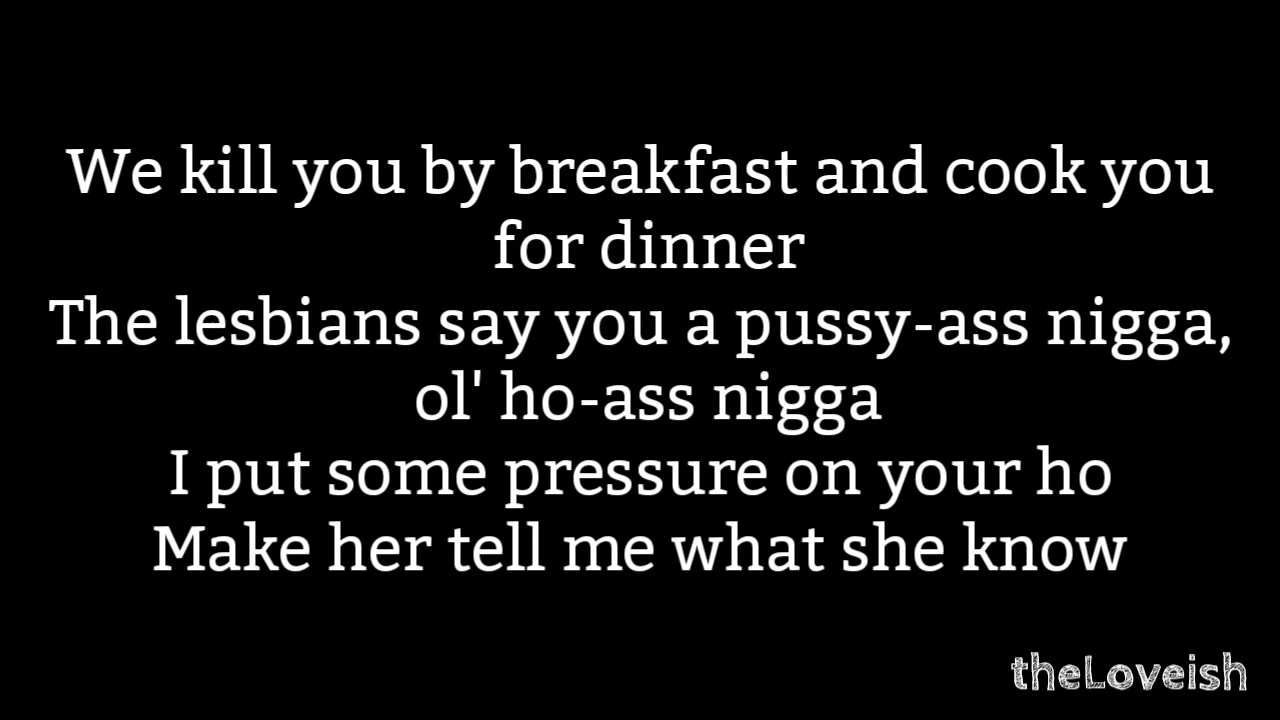 We kill you by breakfast and cook you
for dinner
The lesbians say you a pussy-ass nigga,
ol' ho-ass nigga
I put some pressure on your ho
Make her tell me what she know
theLoveish